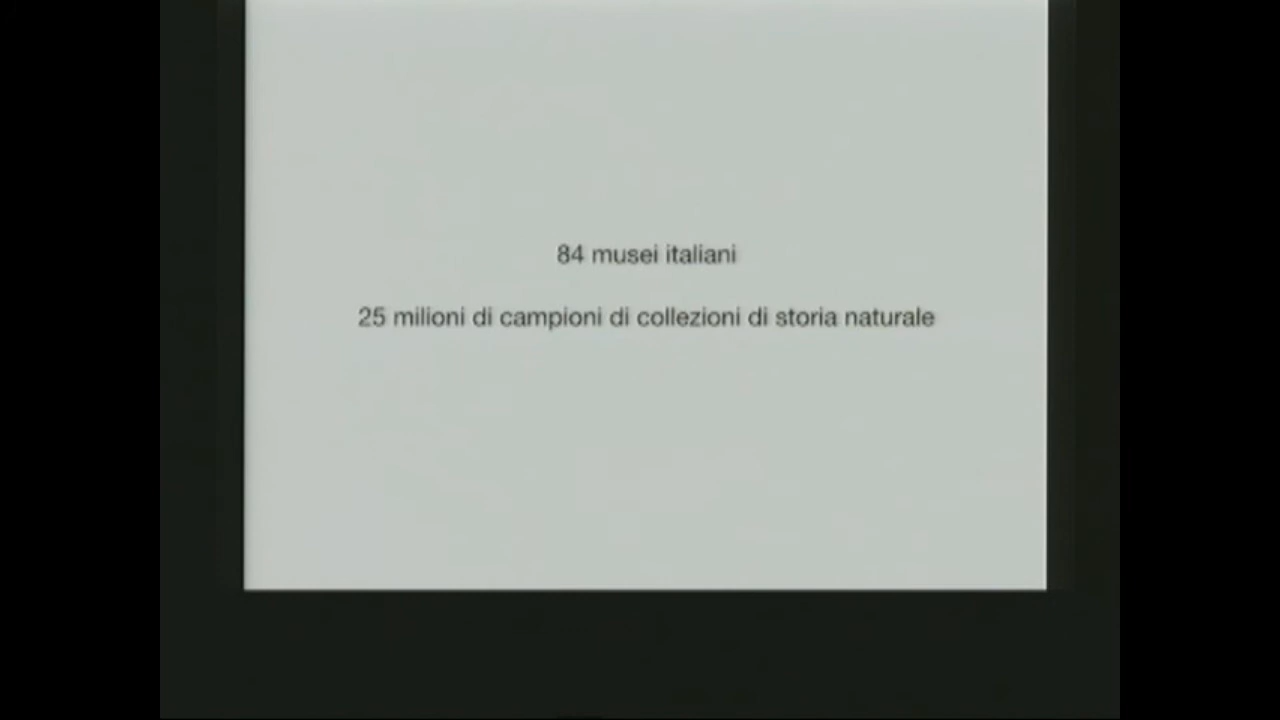 84 musei italiani
25 milioni di campioni di collezioni di storia naturale